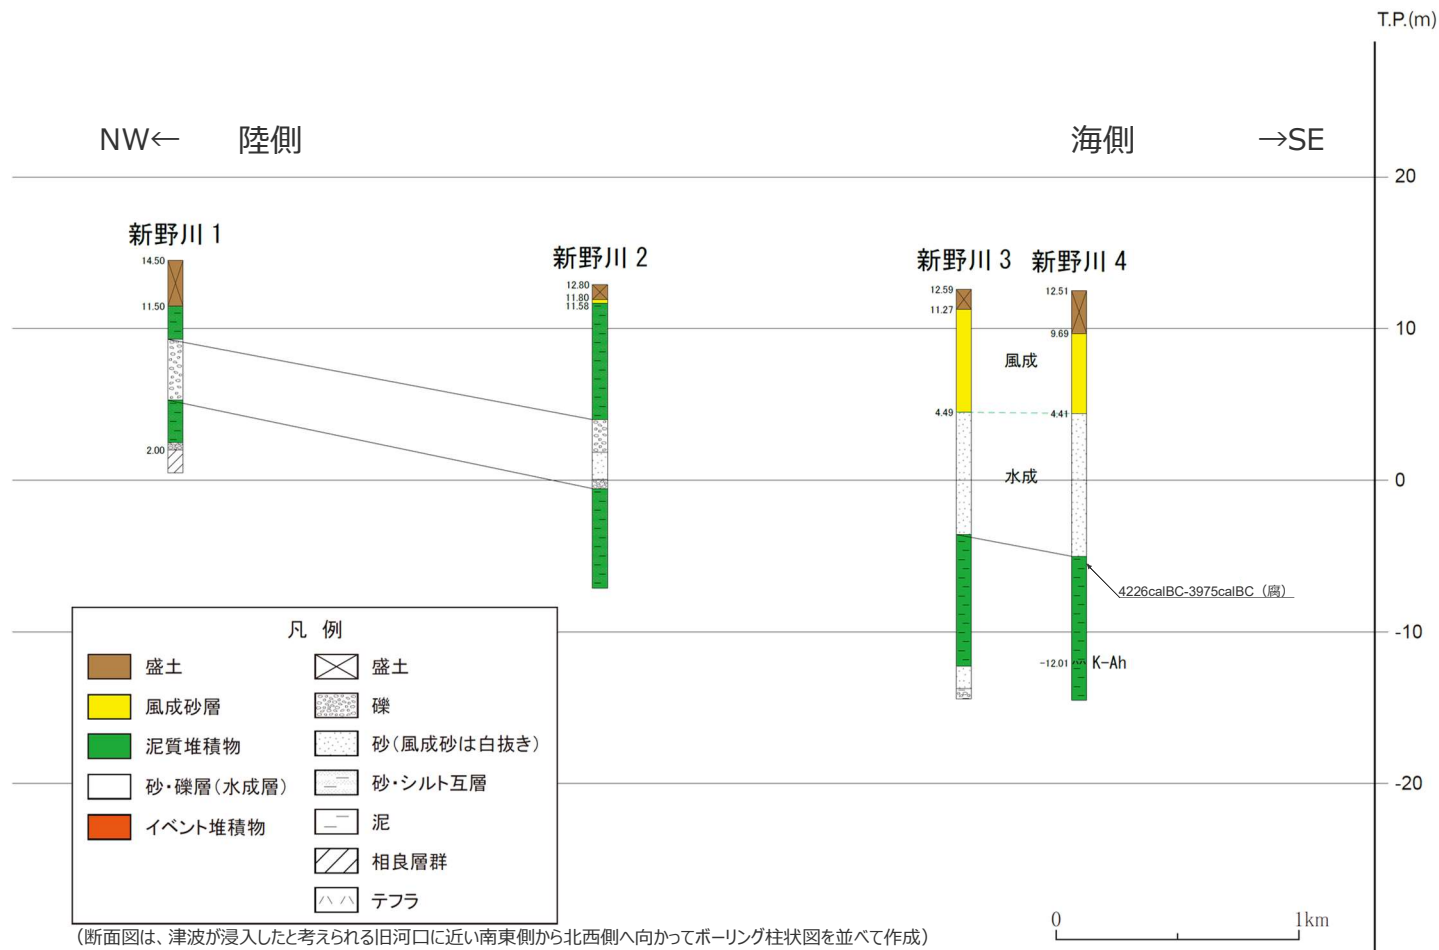 T.P.(m)
NW← 陸側 海側 →SE
20
新野川1 新野川2 新野川3 新野川4
14.50
11.50
2.00
12.80
11.80
11.58
12.59
11.27
4.49
12.51
9.69
4.41
-12.01 K-Ah
風成
水成
4226calBC-3975calBC（腐）
10
0
-10
-20
凡 例
盛土 盛土
風成砂層 礫
泥質堆積物 砂(風成砂は白抜き)
砂・礫層(水成層) 砂・シルト互層
イベント堆積物 泥
相良層群
テフラ
0 1km
（断面図は、津波が浸入したと考えられる旧河口に近い南東側から北西側へ向かってボーリング柱状図を並べて作成）